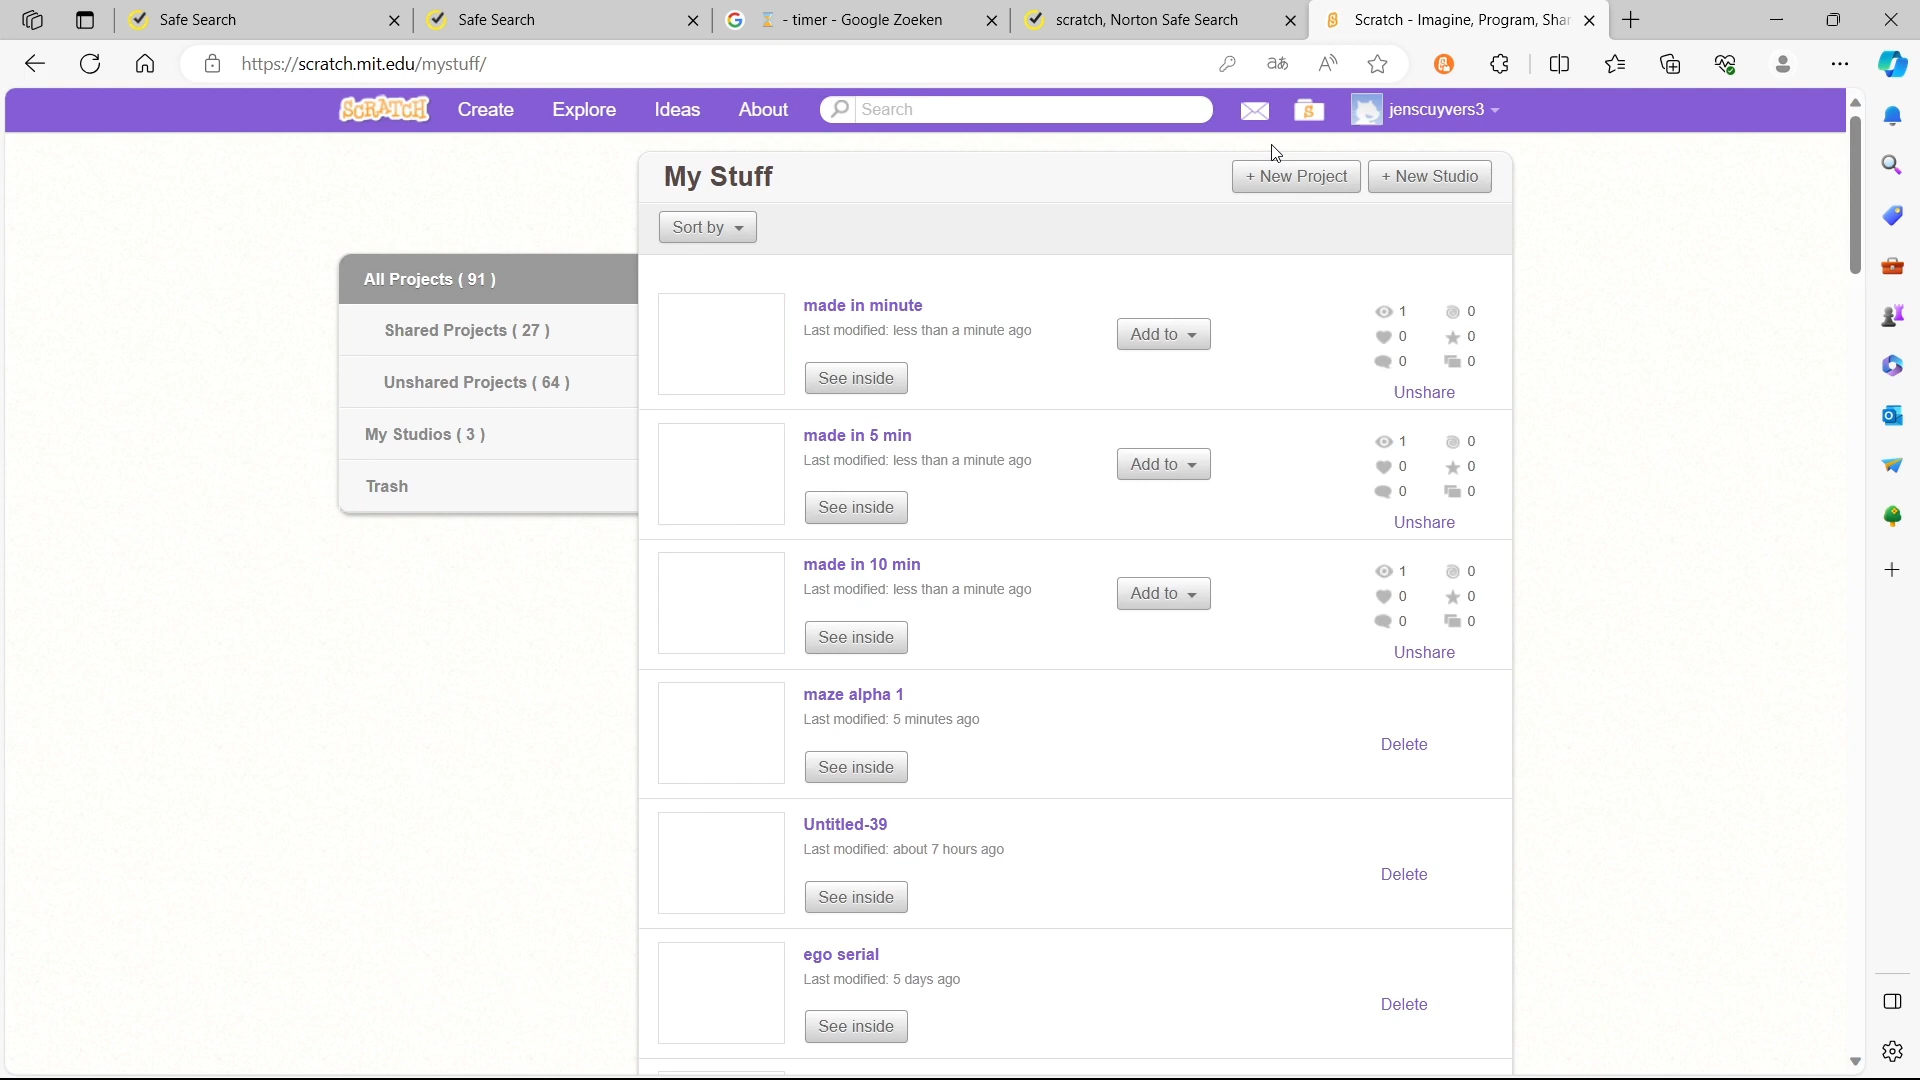 Safe Search
Safe Search
⌛ - timer - Google Zoeken
scratch, Norton Safe Search
Scratch - Imagine, Program, Shar
https://scratch.mit.edu/mystuff/
SCRATCH
Create
Explore
Ideas
About
Search
jenscuyvers3
My Stuff
+ New Project
+ New Studio
Sort by
All Projects ( 91 )
Shared Projects ( 27 )
Unshared Projects ( 64 )
My Studios ( 3 )
Trash
made in minute
Last modified: less than a minute ago
See inside
Add to
1 0
0 0
0 0
Unshare
made in 5 min
Last modified: less than a minute ago
See inside
Add to
1 0
0 0
0 0
Unshare
made in 10 min
Last modified: less than a minute ago
See inside
Add to
1 0
0 0
0 0
Unshare
maze alpha 1
Last modified: 5 minutes ago
See inside
Delete
Untitled-39
Last modified: about 7 hours ago
See inside
Delete
ego serial
Last modified: 5 days ago
See inside
Delete